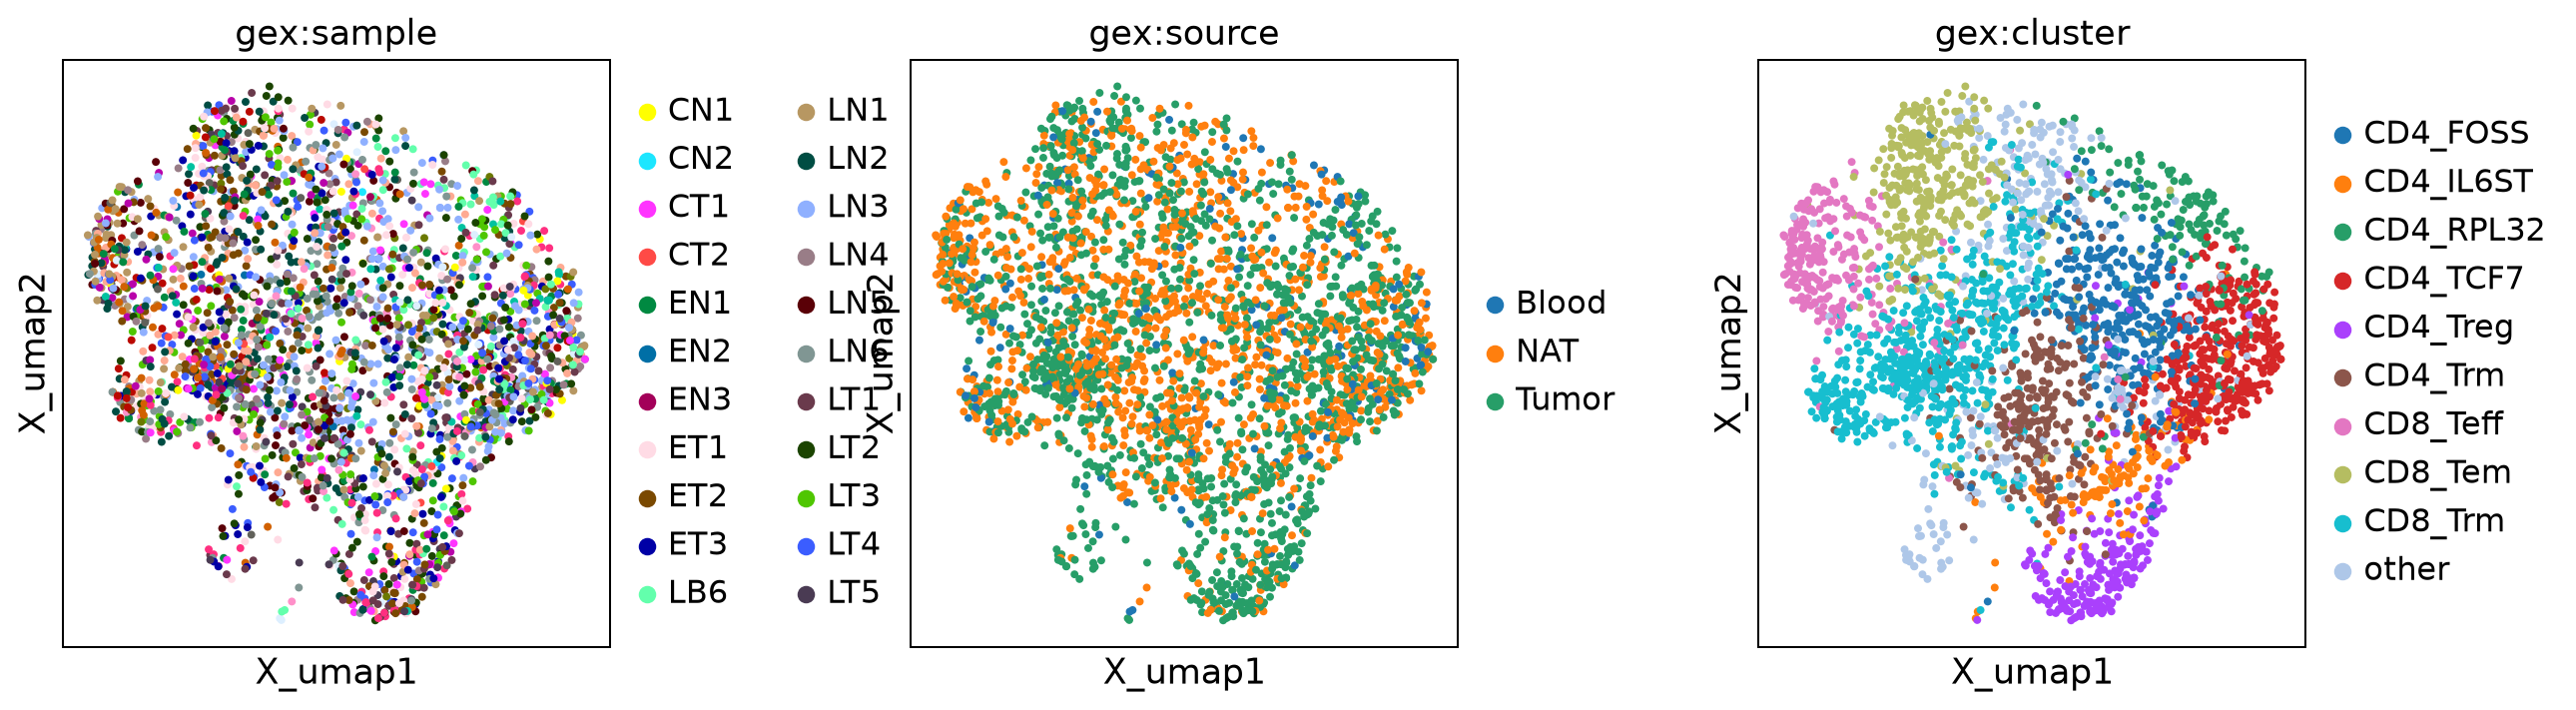 gex:sample
X_umap2
X_umap1
CN1
CN2
CT1
CT2
EN1
EN2
EN3
ET1
ET2
ET3
LB6
LN1
LN2
LN3
LN4
LN5
LN6
LT1
LT2
LT3
LT4
LT5
gex:source
X_umap2
X_umap1
Blood
NAT
Tumor
gex:cluster
X_umap2
X_umap1
CD4_FOSS
CD4_IL6ST
CD4_RPL32
CD4_TCF7
CD4_Treg
CD4_Trm
CD8_Teff
CD8_Tem
CD8_Trm
other